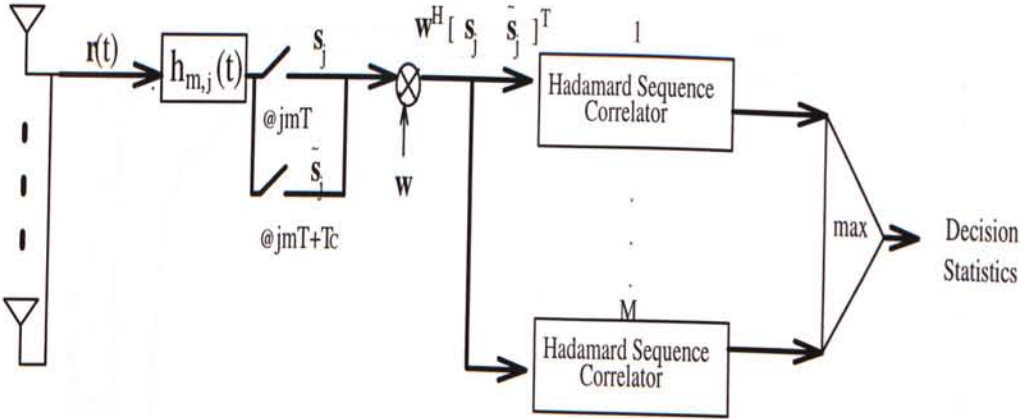 r(t)
h_{m,j}(t)
s_j
@jmT
s̃_j
@jmT+Tc
w
w^H [ s_j s̃_j ]^T
1
Hadamard Sequence
Correlator
M
Hadamard Sequence
Correlator
max
Decision
Statistics